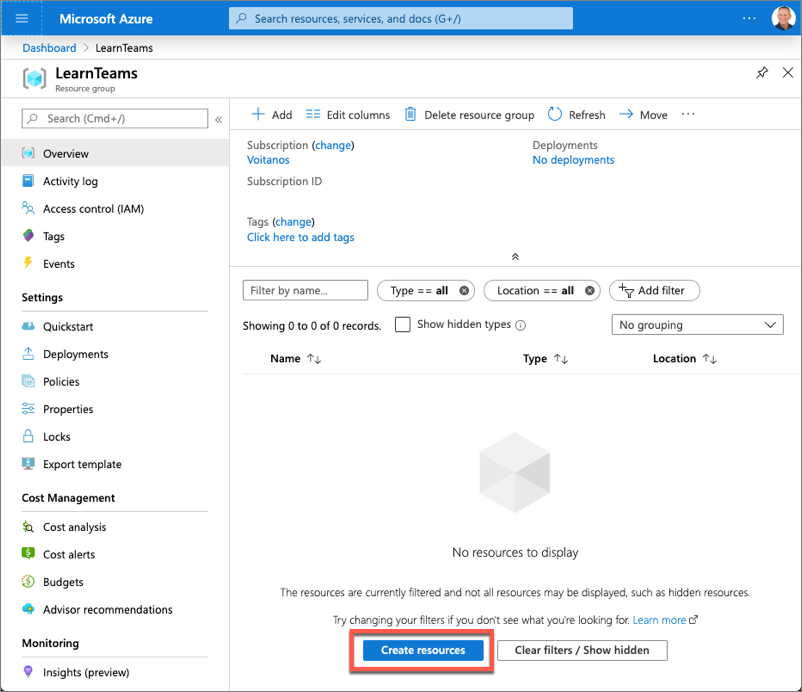 Microsoft Azure
Search resources, services, and docs (G+/)
Dashboard > LearnTeams
LearnTeams
Resource group
Search (Cmd+/)
Overview
Activity log
Access control (IAM)
Tags
Events
Settings
Quickstart
Deployments
Policies
Properties
Locks
Export template
Cost Management
Cost analysis
Cost alerts
Budgets
Advisor recommendations
Monitoring
Insights (preview)
Add Edit columns Delete resource group Refresh Move
Subscription (change)
Voitanos
Subscription ID
Deployments
No deployments
Tags (change)
Click here to add tags
Filter by name... Type == all Location == all Add filter
Showing 0 to 0 of 0 records. Show hidden types No grouping
Name Type Location
No resources to display
The resources are currently filtered and not all resources may be displayed, such as hidden resources.
Try changing your filters if you don't see what you're looking for. Learn more
Create resources Clear filters / Show hidden